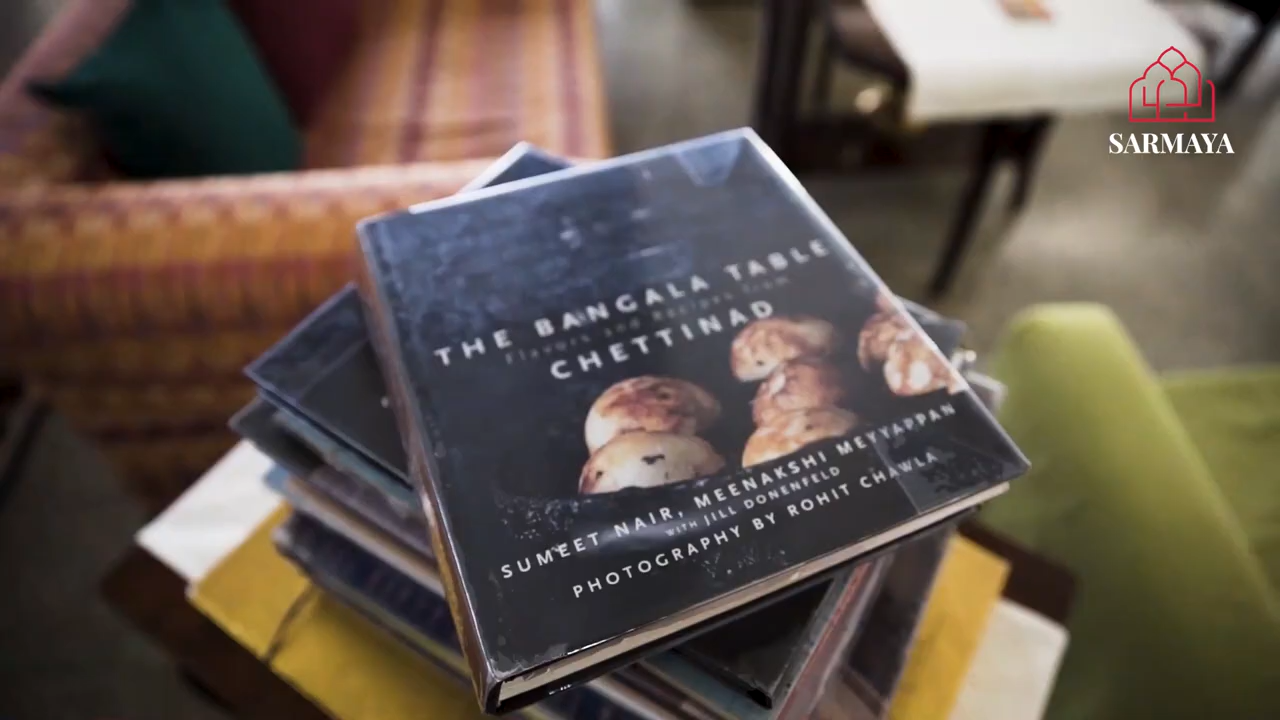 SARMAYA
THE BANGALA TABLE
Flavors and Recipes from
CHETTINAD
SUMEET NAIR, MEENAKSHI MEYYAPPAN
WITH JILL DONENFELD
PHOTOGRAPHY BY ROHIT CHAWLA